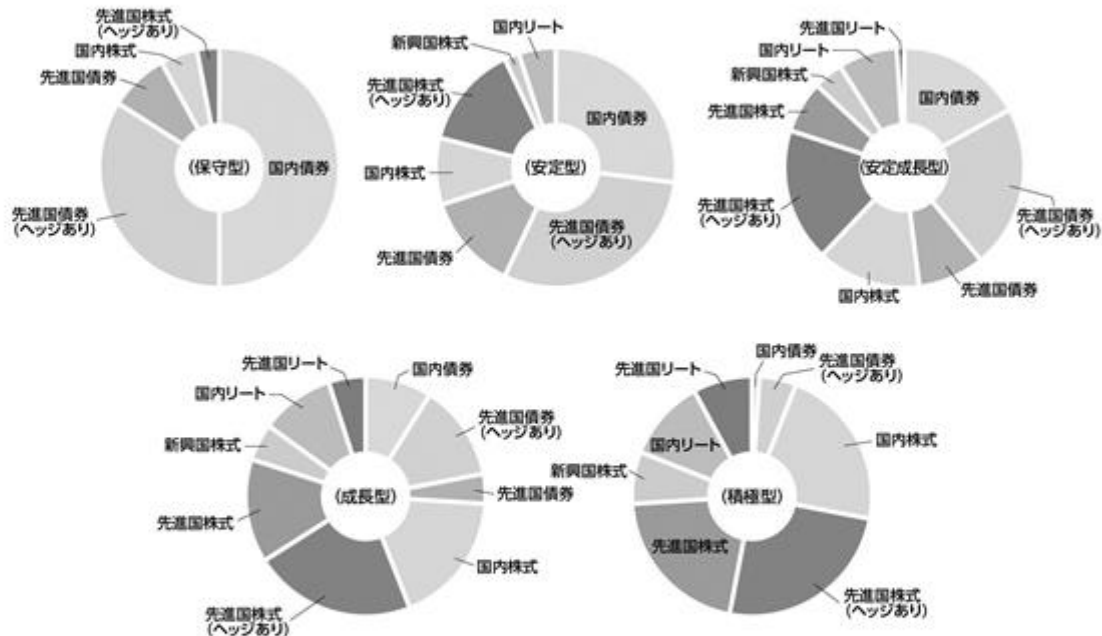 先進国株式
(ヘッジあり)
国内株式
先進国債券
国内債券
(保守型)
先進国債券
(ヘッジあり)
国内リート
新興国株式
先進国株式
(ヘッジあり)
国内債券
(安定型)
国内株式
先進国債券
(ヘッジあり)
先進国債券
先進国リート
国内リート
新興国株式
先進国株式
国内債券
(安定成長型)
先進国株式
(ヘッジあり)
先進国債券
(ヘッジあり)
国内株式
先進国債券
先進国リート
国内債券
国内リート
先進国債券
(ヘッジあり)
新興国株式
(成長型)
先進国債券
先進国株式
国内株式
先進国株式
(ヘッジあり)
国内債券
先進国リート
先進国債券
(ヘッジあり)
国内株式
国内リート
新興国株式
(積極型)
先進国株式
先進国株式
(ヘッジあり)